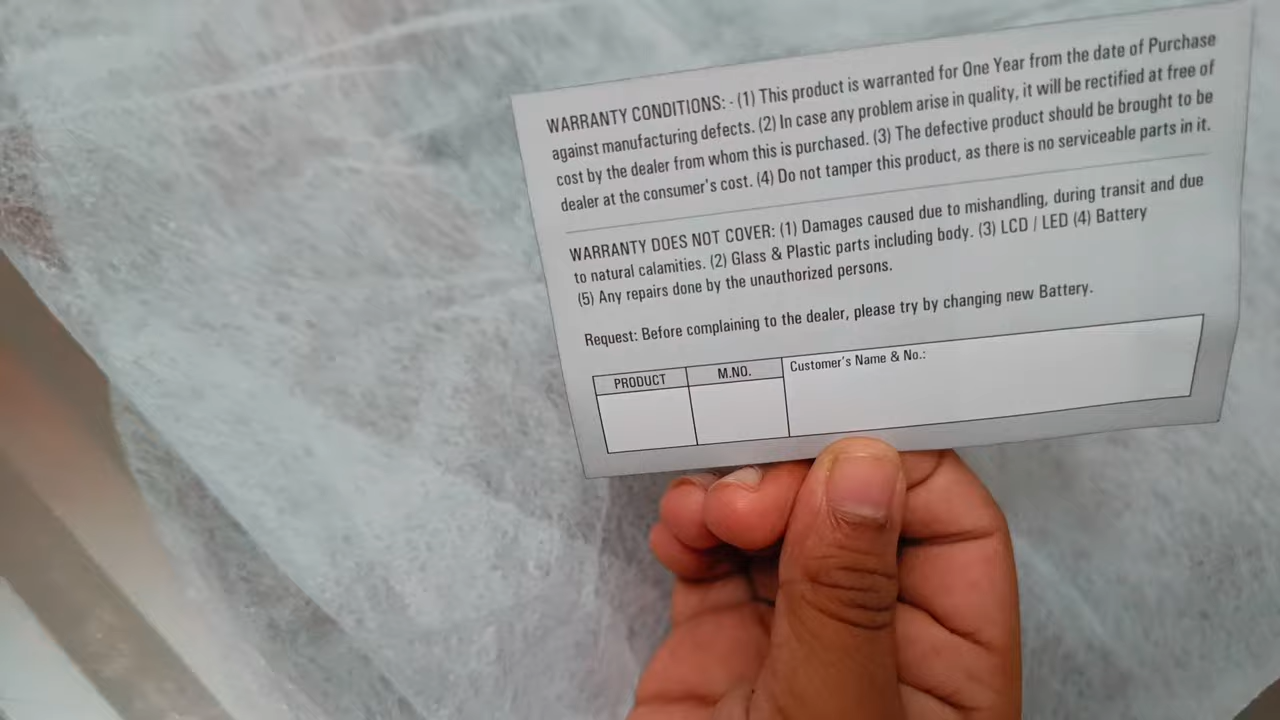 WARRANTY CONDITIONS: - (1) This product is warranted for One Year from the date of Purchase
against manufacturing defects. (2) In case any problem arise in quality, it will be rectified at free of
cost by the dealer from whom this is purchased. (3) The defective product should be brought to be
dealer at the consumer's cost. (4) Do not tamper this product, as there is no serviceable parts in it.
WARRANTY DOES NOT COVER: (1) Damages caused due to mishandling, during transit and due
to natural calamities. (2) Glass & Plastic parts including body. (3) LCD / LED (4) Battery
(5) Any repairs done by the unauthorized persons.
Request: Before complaining to the dealer, please try by changing new Battery.
PRODUCT M.NO. Customer's Name & No.: